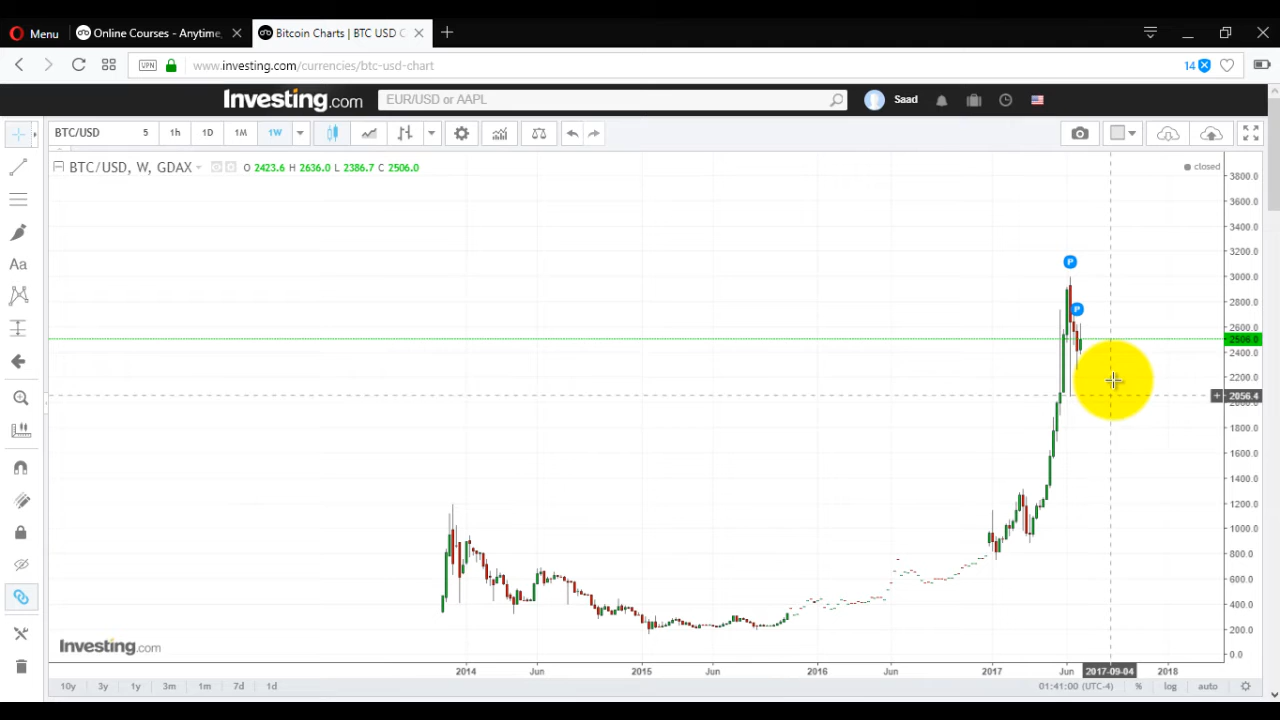 Menu
Online Courses - Anytime,
Bitcoin Charts | BTC USD C
VPN
www.investing.com/currencies/btc-usd-chart
14
Investing.com
EUR/USD or AAPL
Saad
BTC/USD 5 1h 1D 1M 1W
BTC/USD, W, GDAX
O 2423.6 H 2636.0 L 2386.7 C 2506.0
closed
Aa
P
P
3800.0
3600.0
3400.0
3200.0
3000.0
2800.0
2600.0
2506.0
2400.0
2200.0
2056.4
1800.0
1600.0
1400.0
1200.0
1000.0
800.0
600.0
400.0
200.0
0.0
Investing.com
2014 Jun 2015 Jun 2016 Jun 2017 Jun 2017-09-04 2018
10y 3y 1y 3m 1m 7d 1d
01:41:00 (UTC-4) % log auto